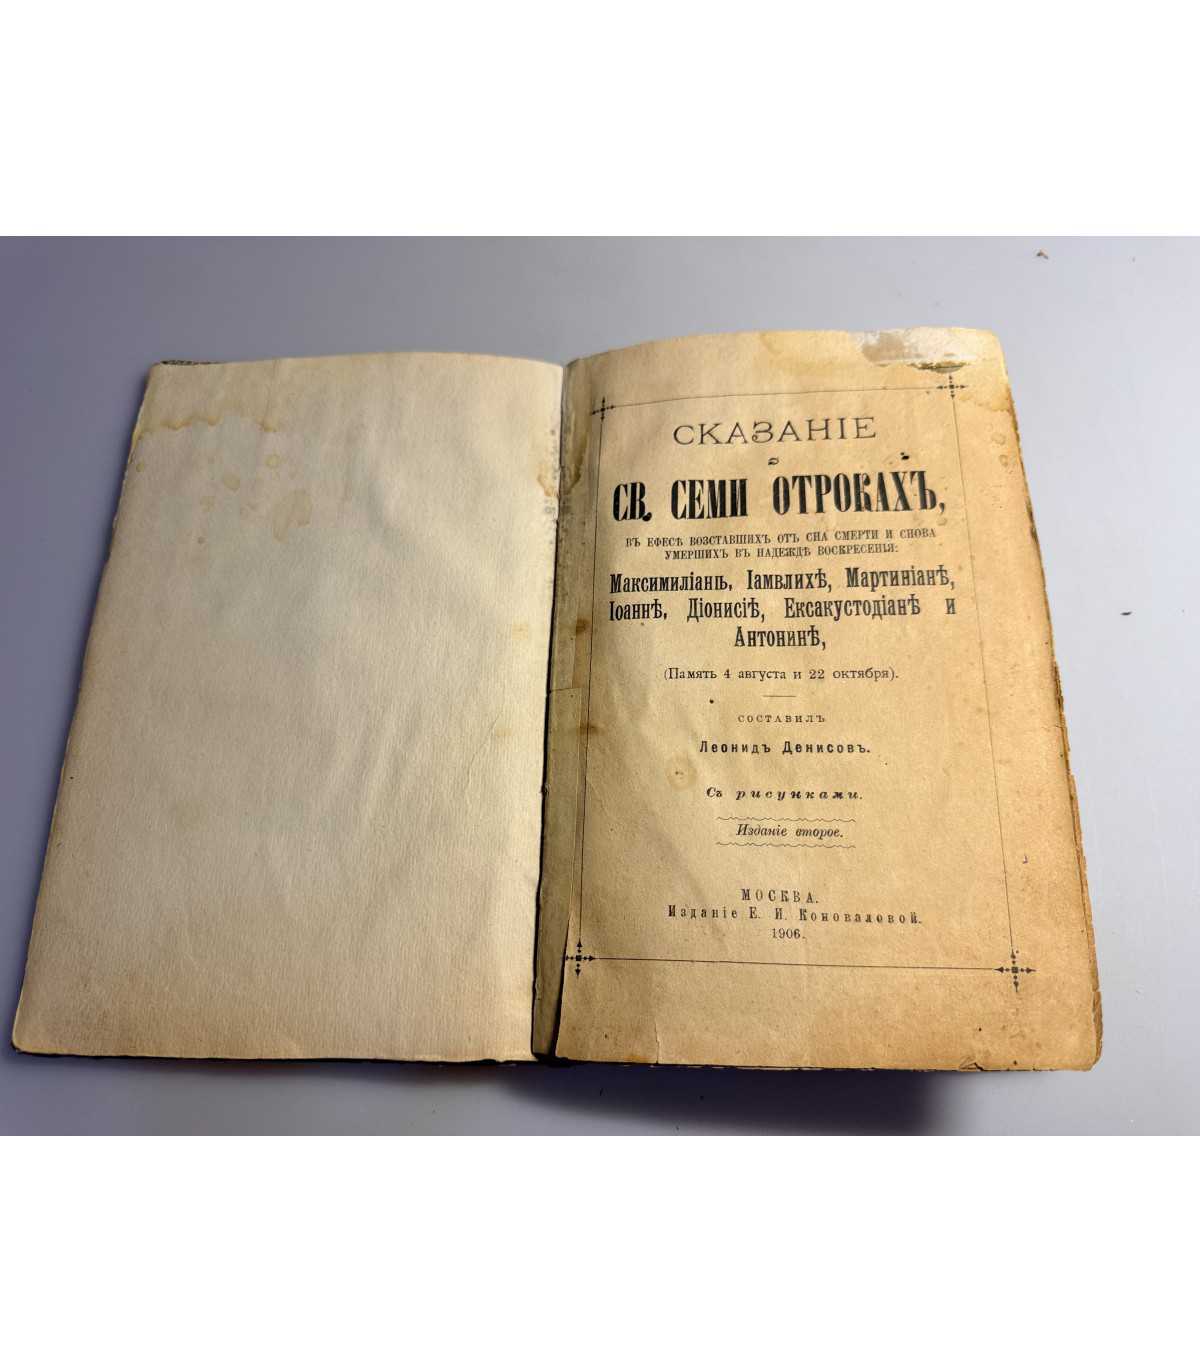 СКАЗАНІЕ
О
СВ. СЕМИ ОТРОКАХЪ,
ВЪ ЕФЕСѢ ВОЗСТАВШИХЪ ОТЪ СНА СМЕРТИ И СНОВА
УМЕРШИХЪ ВЪ НАДЕЖДѢ ВОСКРЕСЕНІЯ:
Максимиліанѣ, Іамвлихѣ, Мартиніанѣ,
Іоаннѣ, Діонисіѣ, Ексакустодіанѣ и
Антонинѣ,
(Память 4 августа и 22 октября).
СОСТАВИЛЪ
Леонидъ Денисовъ.
Съ рисунками.
Изданіе второе.
МОСКВА.
Изданіе Е. И. Коноваловой.
1906.